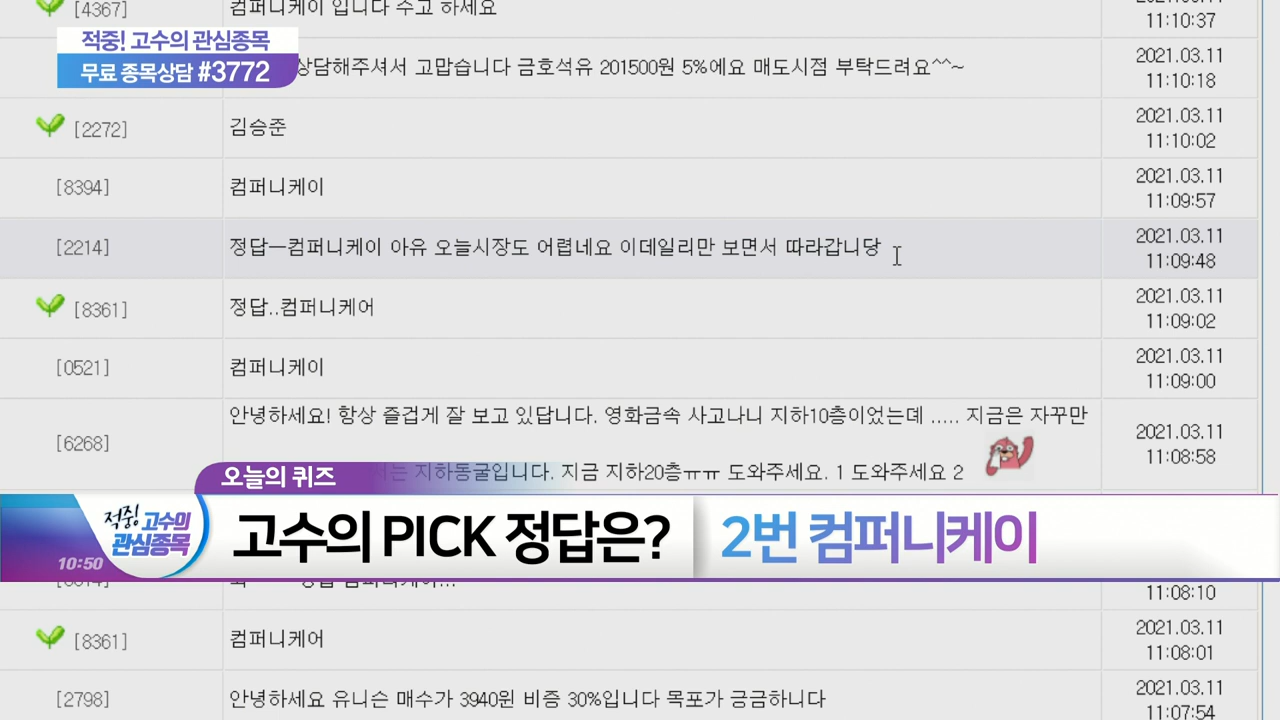 [4367] 컴퍼니케이 입니다 수고 하세요
11:10:37
적중! 고수의 관심종목
무료 종목상담 #3772
상담해주셔서 고맙습니다 금호석유 201500원 5%에요 매도시점 부탁드려요^^~
2021.03.11
11:10:18
[2272] 김승준
2021.03.11
11:10:02
[8394] 컴퍼니케이
2021.03.11
11:09:57
[2214] 정답ㅡ컴퍼니케이 아유 오늘시장도 어렵네요 이데일리만 보면서 따라갑니당
2021.03.11
11:09:48
[8361] 정답..컴퍼니케어
2021.03.11
11:09:02
[0521] 컴퍼니케이
2021.03.11
11:09:00
[6268] 안녕하세요! 항상 즐겁게 잘 보고 있답니다. 영화금속 사고나니 지하10층이었는데 ..... 지금은 자꾸만
지하동굴입니다. 지금 지하20층ㅠㅠ 도와주세요. 1 도와주세요 2
2021.03.11
11:08:58
오늘의 퀴즈
적중! 고수의
관심종목
10:50
고수의 PICK 정답은? 2번 컴퍼니케이
11:08:10
[8361] 컴퍼니케어
2021.03.11
11:08:01
[2798] 안녕하세요 유니슨 매수가 3940윈 비증 30%입니다 목포가 긍금하니다
2021.03.11
11:07:54